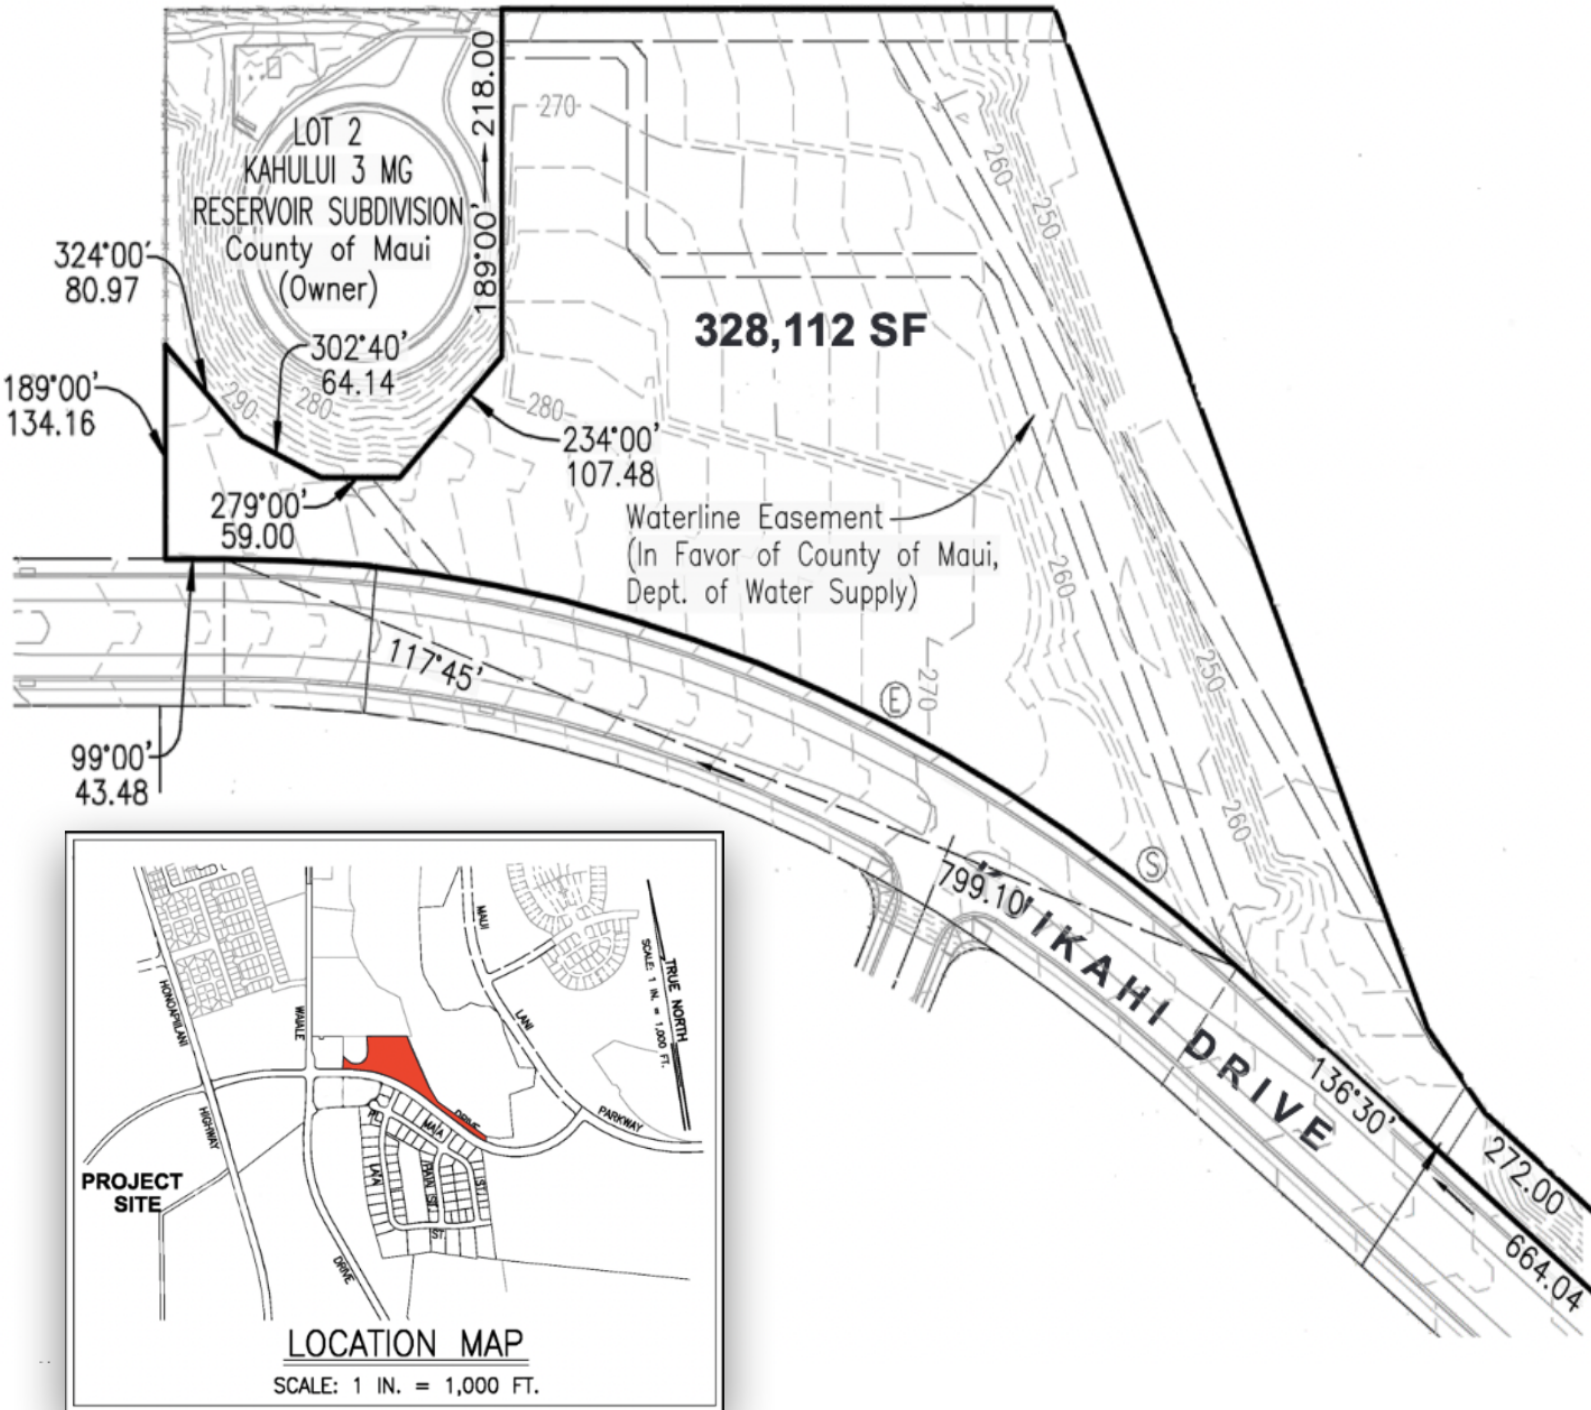 LOT 2
KAHULUI 3 MG
RESERVOIR SUBDIVISION
County of Maui
(Owner)
189°00' 218.00
324°00'
80.97
302°40'
64.14
189°00'
134.16
290
280
279°00'
59.00
234°00'
107.48
270
280
328,112 SF
260
250
Waterline Easement
(In Favor of County of Maui,
Dept. of Water Supply)
260
250
260
270
E
S
117°45'
799.10
99°00'
43.48
IKAHI DRIVE
136°30'
272.00
664.04
HONOAPIILANI
HIGHWAY
WAIALE
DRIVE
MAUI
LANI
PARKWAY
SCALE: 1 IN. = 1,000 FT.
TRUE NORTH
DRIVE
PL.
MAA
LAA
ST.
ST.
PROJECT
SITE
LOCATION MAP
SCALE: 1 IN. = 1,000 FT.